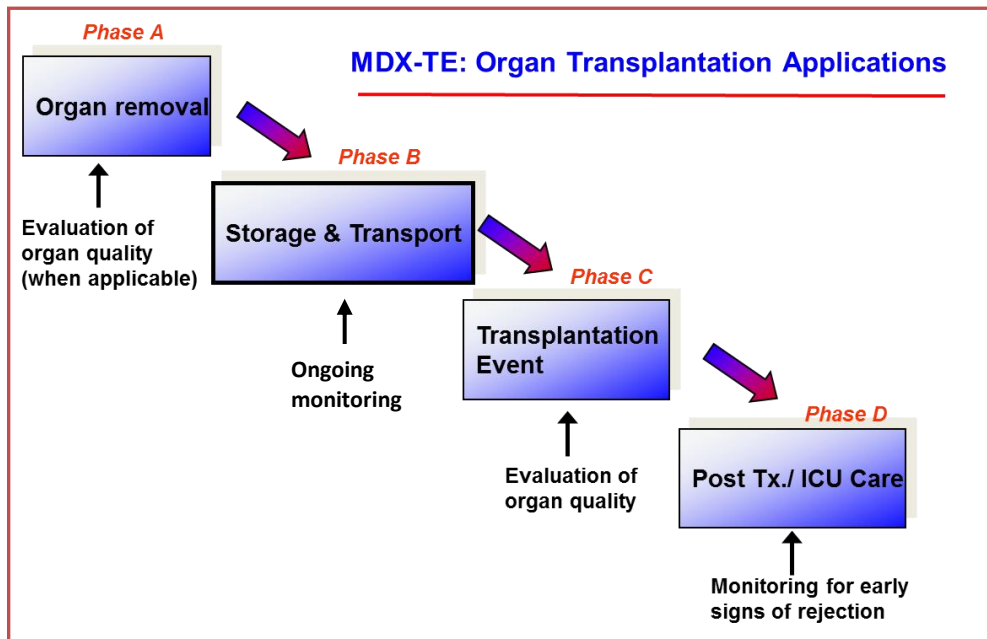 Phase A
MDX-TE: Organ Transplantation Applications
Organ removal
Phase B
Evaluation of
organ quality
(when applicable)
Storage & Transport
Phase C
Ongoing
monitoring
Transplantation
Event
Phase D
Evaluation of
organ quality
Post Tx./ ICU Care
Monitoring for early
signs of rejection